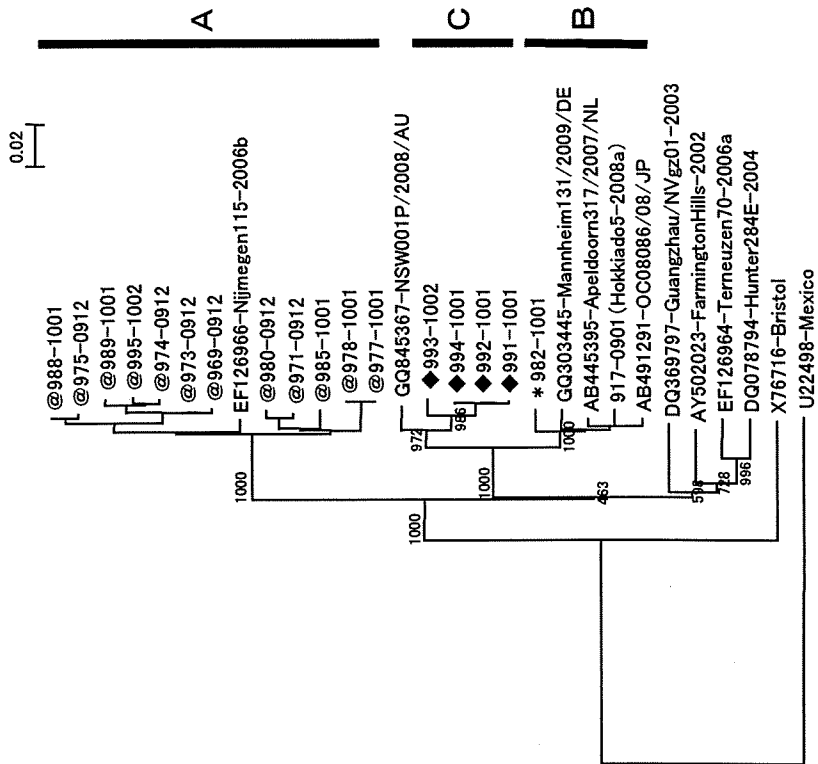 0.02
A
C
B
@988-1001
@975-0912
@989-1001
@995-1002
@974-0912
@973-0912
@969-0912
EF126966-Nijmegen115-2006b
@980-0912
@971-0912
@985-1001
@978-1001
@977-1001
GQ845367-NSW001P/2008/AU
◆993-1002
◆994-1001
◆992-1001
◆991-1001
*982-1001
GQ303445-Mannheim131/2009/DE
AB445395-Apeldoorn317/2007/NL
917-0901(Hokkiado5-2008a)
AB491291-OC08086/08/JP
DQ369797-Guangzhau/NVgz01-2003
AY502023-FarmingtonHills-2002
EF126964-Terneuzen70-2006a
DQ078794-Hunter284E-2004
X76716-Bristol
U22498-Mexico
1000
972
986
1000
1000
463
598
728
996
1000